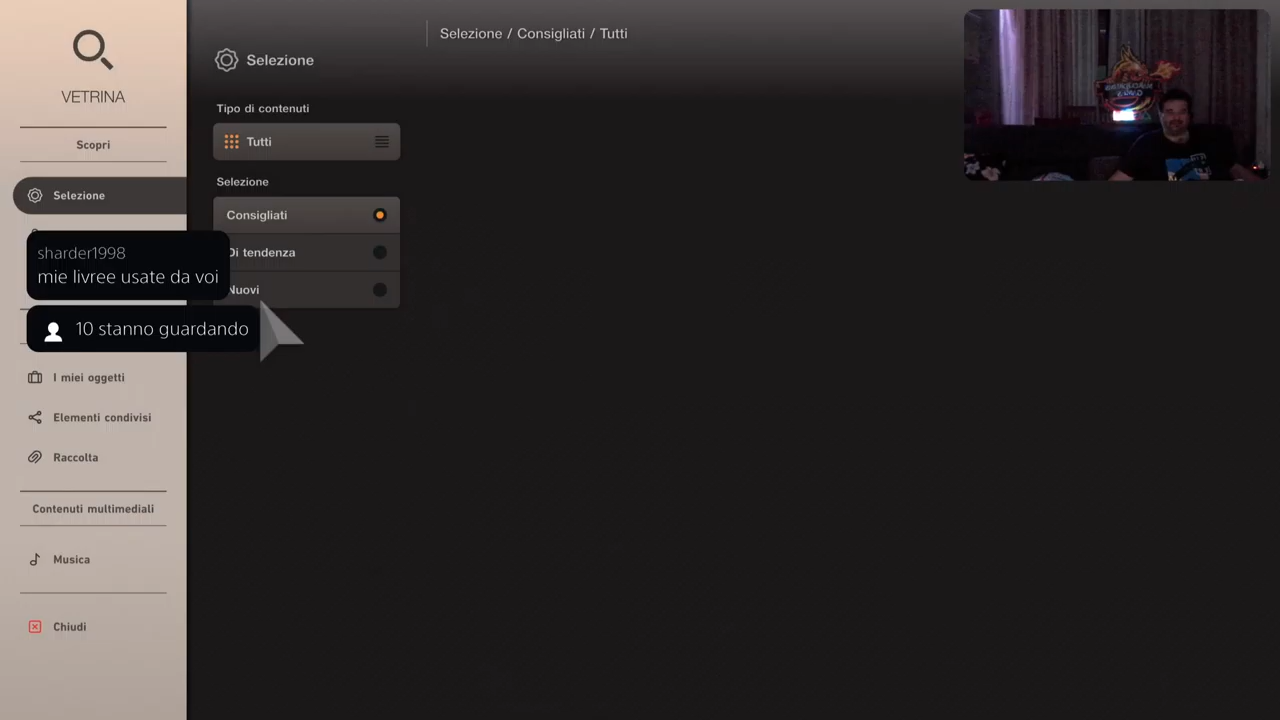 VETRINA
Scopri
Selezione
sharder1998
mie livree usate da voi
10 stanno guardando
I miei oggetti
Elementi condivisi
Raccolta
Contenuti multimediali
Musica
Chiudi
Selezione / Consigliati / Tutti
Selezione
Tipo di contenuti
Tutti
Selezione
Consigliati
Di tendenza
Nuovi